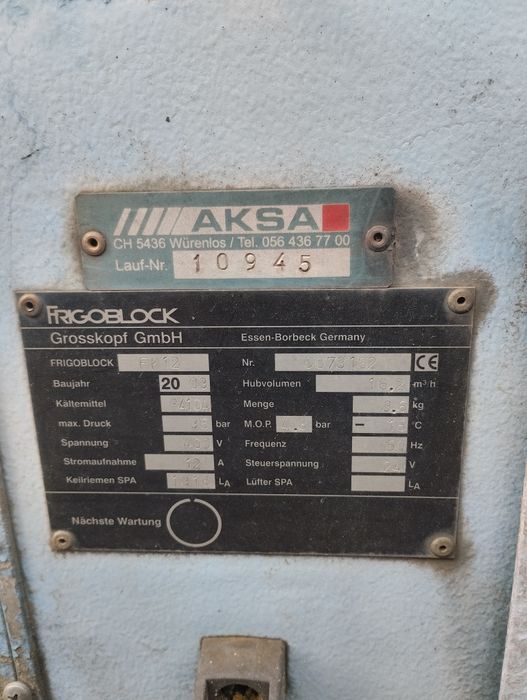 AKSA
CH 5436 Würenlos / Tel. 056 436 77 00
Lauf-Nr. 10945
FRIGOBLOCK
Grosskopf GmbH Essen-Borbeck Germany
FRIGOBLOCK Nr. CE
Baujahr 20 Hubvolumen m³/h
Kältemittel Menge kg
max. Druck bar M.O.P. bar – °C
Spannung V Frequenz Hz
Stromaufnahme 12 A Steuerspannung 24 V
Keilriemen SPA LA Lüfter SPA LA
Nächste Wartung